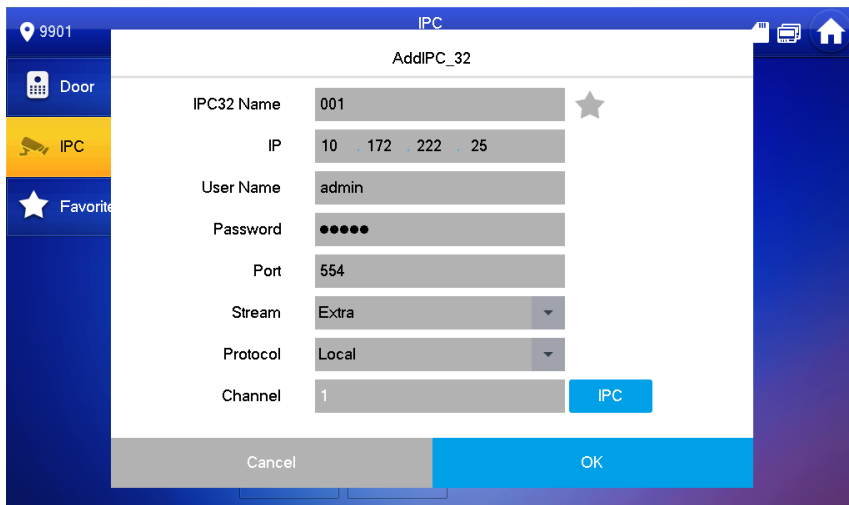 9901
IPC
Door
IPC
Favorite
AddIPC_32
IPC32 Name 001
IP 10 . 172 . 222 . 25
User Name admin
Password ●●●●●
Port 554
Stream Extra
Protocol Local
Channel 1 IPC
Cancel OK